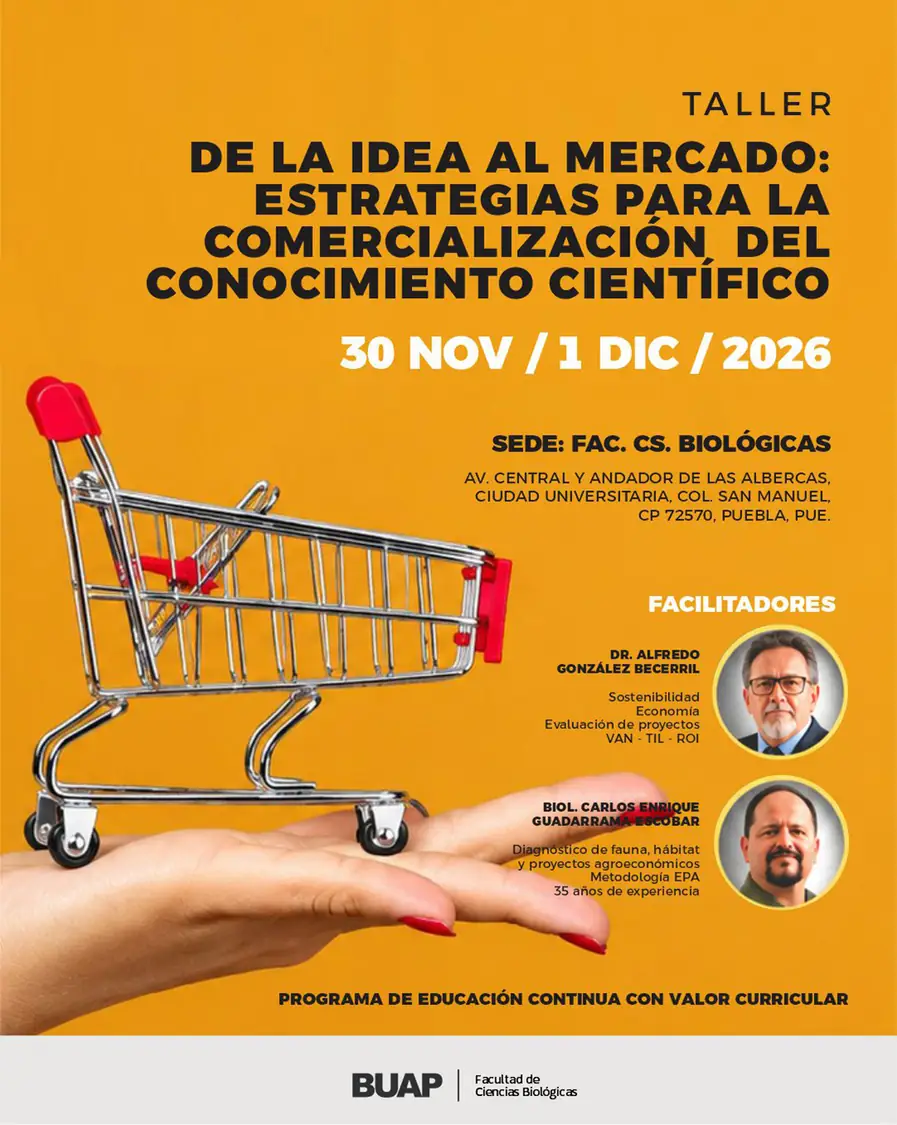 TALLER
DE LA IDEA AL MERCADO:
ESTRATEGIAS PARA LA
COMERCIALIZACIÓN DEL
CONOCIMIENTO CIENTÍFICO
30 NOV / 1 DIC / 2026
SEDE: FAC. CS. BIOLÓGICAS
AV. CENTRAL Y ANDADOR DE LAS ALBERCAS,
CIUDAD UNIVERSITARIA, COL. SAN MANUEL,
CP 72570, PUEBLA, PUE.
FACILITADORES
DR. ALFREDO
GONZÁLEZ BECERRIL
Sostenibilidad
Economía
Evaluación de proyectos
VAN - TIL - ROI
BIOL. CARLOS ENRIQUE
GUADARRAMA ESCOBAR
Diagnóstico de fauna, hábitat
y proyectos agroeconómicos
Metodología EPA
35 años de experiencia
PROGRAMA DE EDUCACIÓN CONTINUA CON VALOR CURRICULAR
BUAP
Facultad de
Ciencias Biológicas